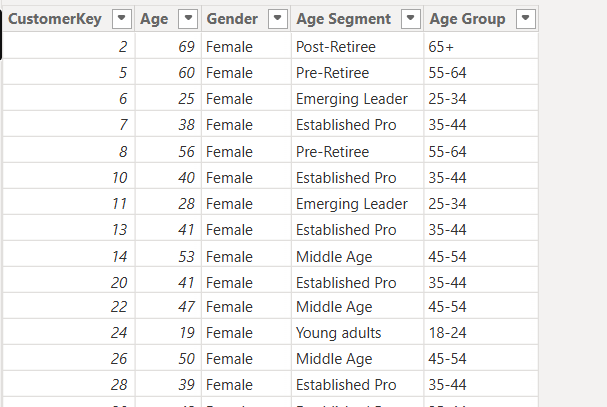 CustomerKey Age Gender Age Segment Age Group
2 69 Female Post-Retiree 65+
5 60 Female Pre-Retiree 55-64
6 25 Female Emerging Leader 25-34
7 38 Female Established Pro 35-44
8 56 Female Pre-Retiree 55-64
10 40 Female Established Pro 35-44
11 28 Female Emerging Leader 25-34
13 41 Female Established Pro 35-44
14 53 Female Middle Age 45-54
20 41 Female Established Pro 35-44
22 47 Female Middle Age 45-54
24 19 Female Young adults 18-24
26 50 Female Middle Age 45-54
28 39 Female Established Pro 35-44